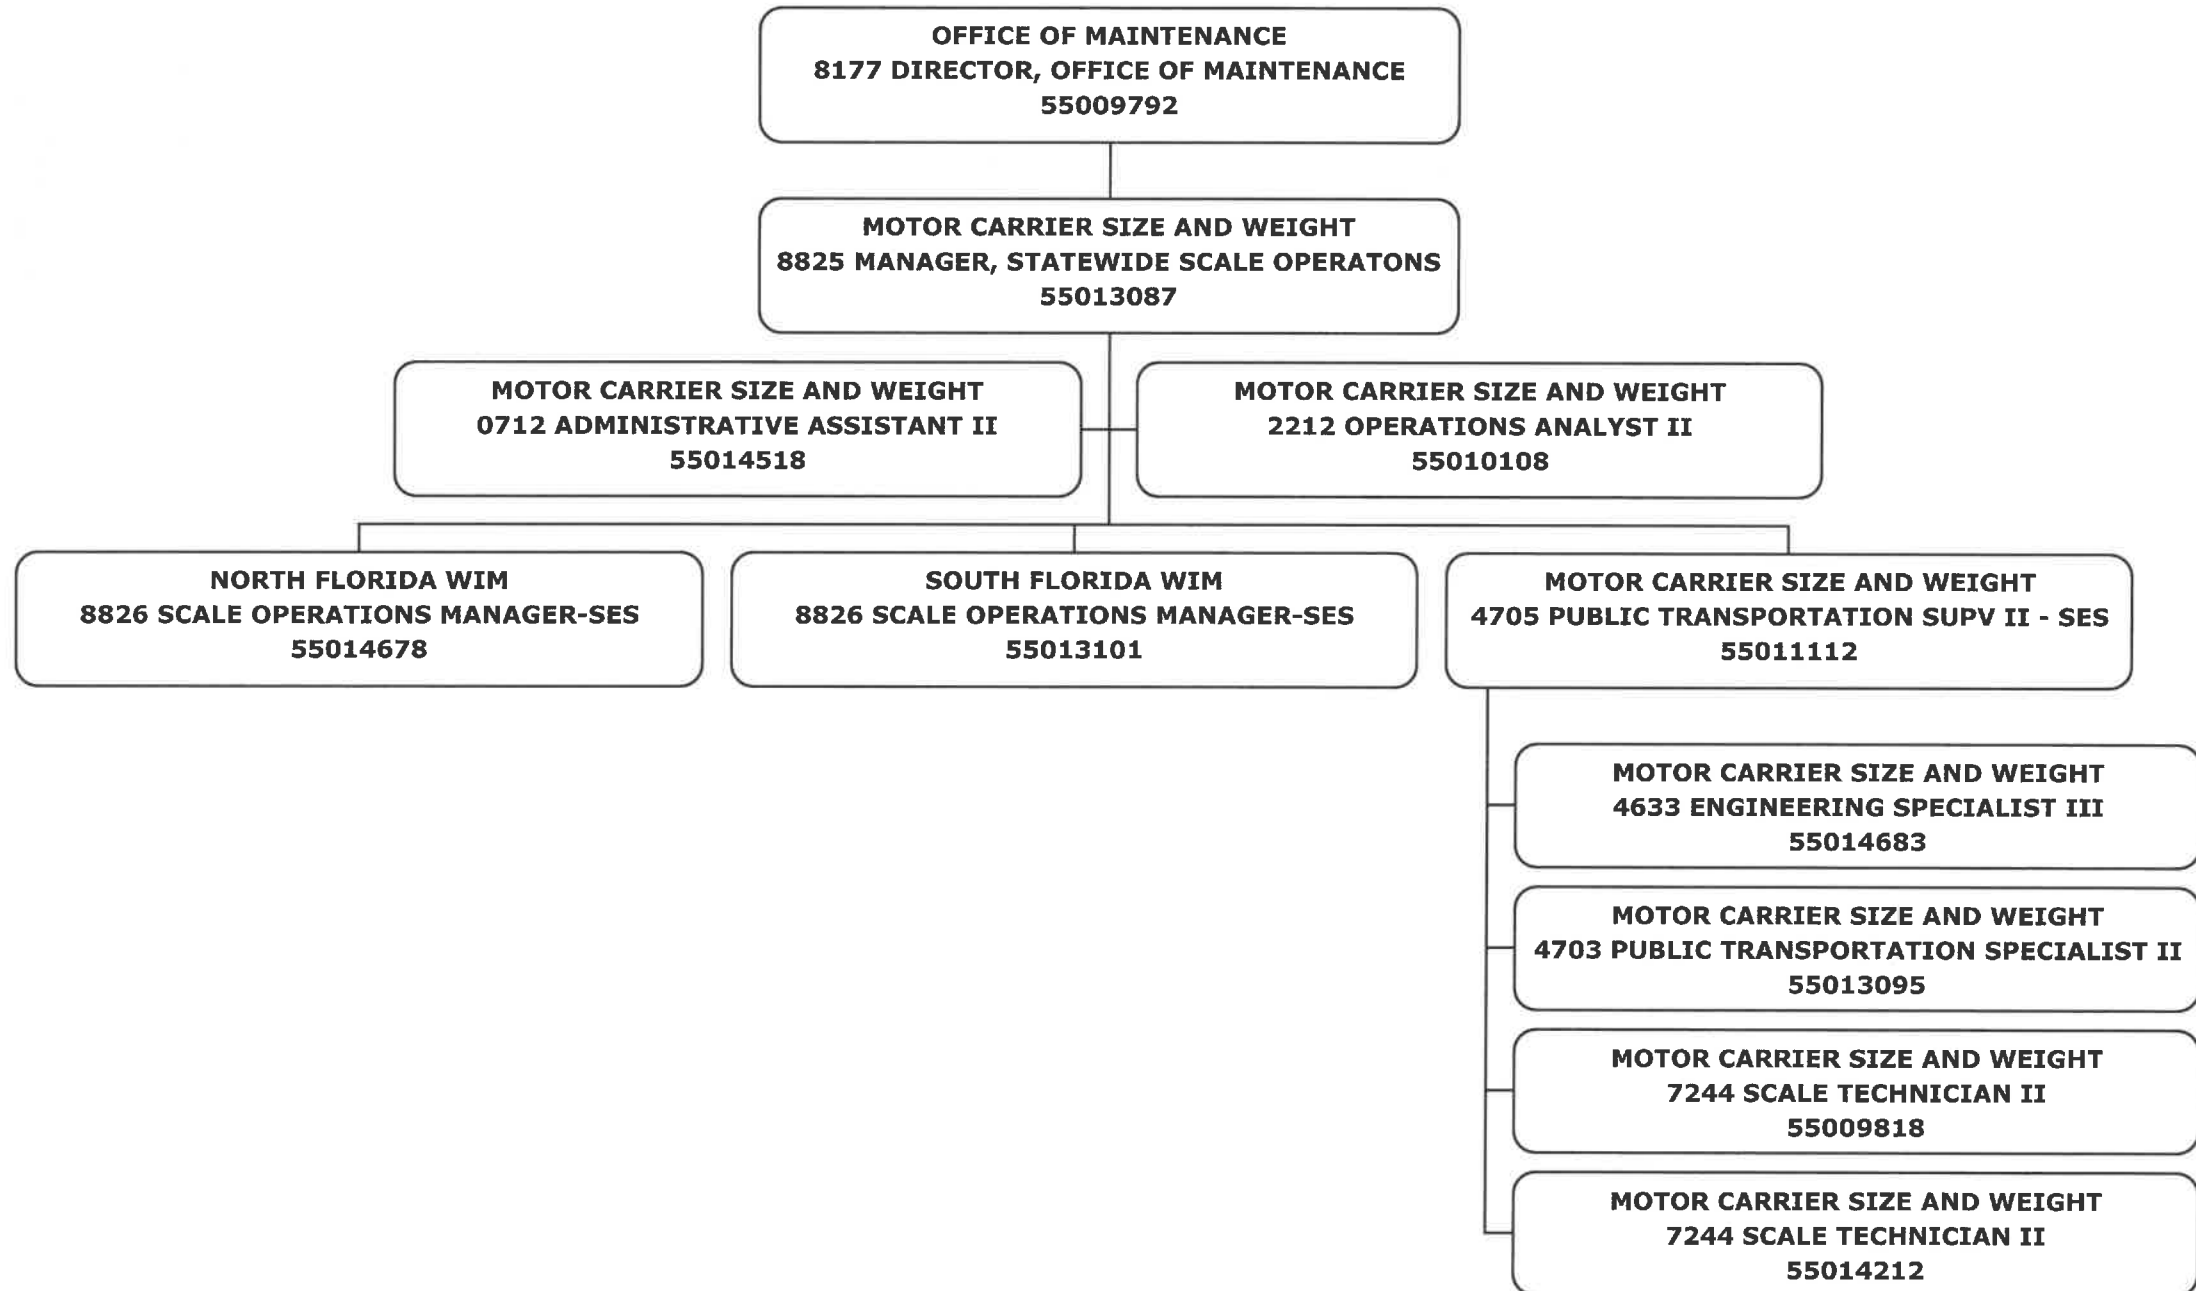 OFFICE OF MAINTENANCE
8177 DIRECTOR, OFFICE OF MAINTENANCE
55009792
MOTOR CARRIER SIZE AND WEIGHT
8825 MANAGER, STATEWIDE SCALE OPERATONS
55013087
MOTOR CARRIER SIZE AND WEIGHT
0712 ADMINISTRATIVE ASSISTANT II
55014518
MOTOR CARRIER SIZE AND WEIGHT
2212 OPERATIONS ANALYST II
55010108
NORTH FLORIDA WIM
8826 SCALE OPERATIONS MANAGER-SES
55014678
SOUTH FLORIDA WIM
8826 SCALE OPERATIONS MANAGER-SES
55013101
MOTOR CARRIER SIZE AND WEIGHT
4705 PUBLIC TRANSPORTATION SUPV II - SES
55011112
MOTOR CARRIER SIZE AND WEIGHT
4633 ENGINEERING SPECIALIST III
55014683
MOTOR CARRIER SIZE AND WEIGHT
4703 PUBLIC TRANSPORTATION SPECIALIST II
55013095
MOTOR CARRIER SIZE AND WEIGHT
7244 SCALE TECHNICIAN II
55009818
MOTOR CARRIER SIZE AND WEIGHT
7244 SCALE TECHNICIAN II
55014212